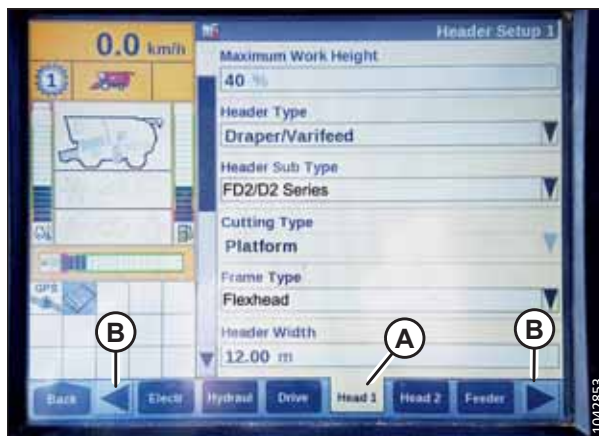 0.0 km/h
Header Setup 1
Maximum Work Height
40 %
1
Header Type
Draper/Varifeed
Header Sub Type
FD2/D2 Series
Cutting Type
Platform
Frame Type
Flexhead
GPS
Header Width
12.00 m
B
A
B
Back
Electr
Hydraul
Drive
Head 1
Head 2
Feeder
1042853